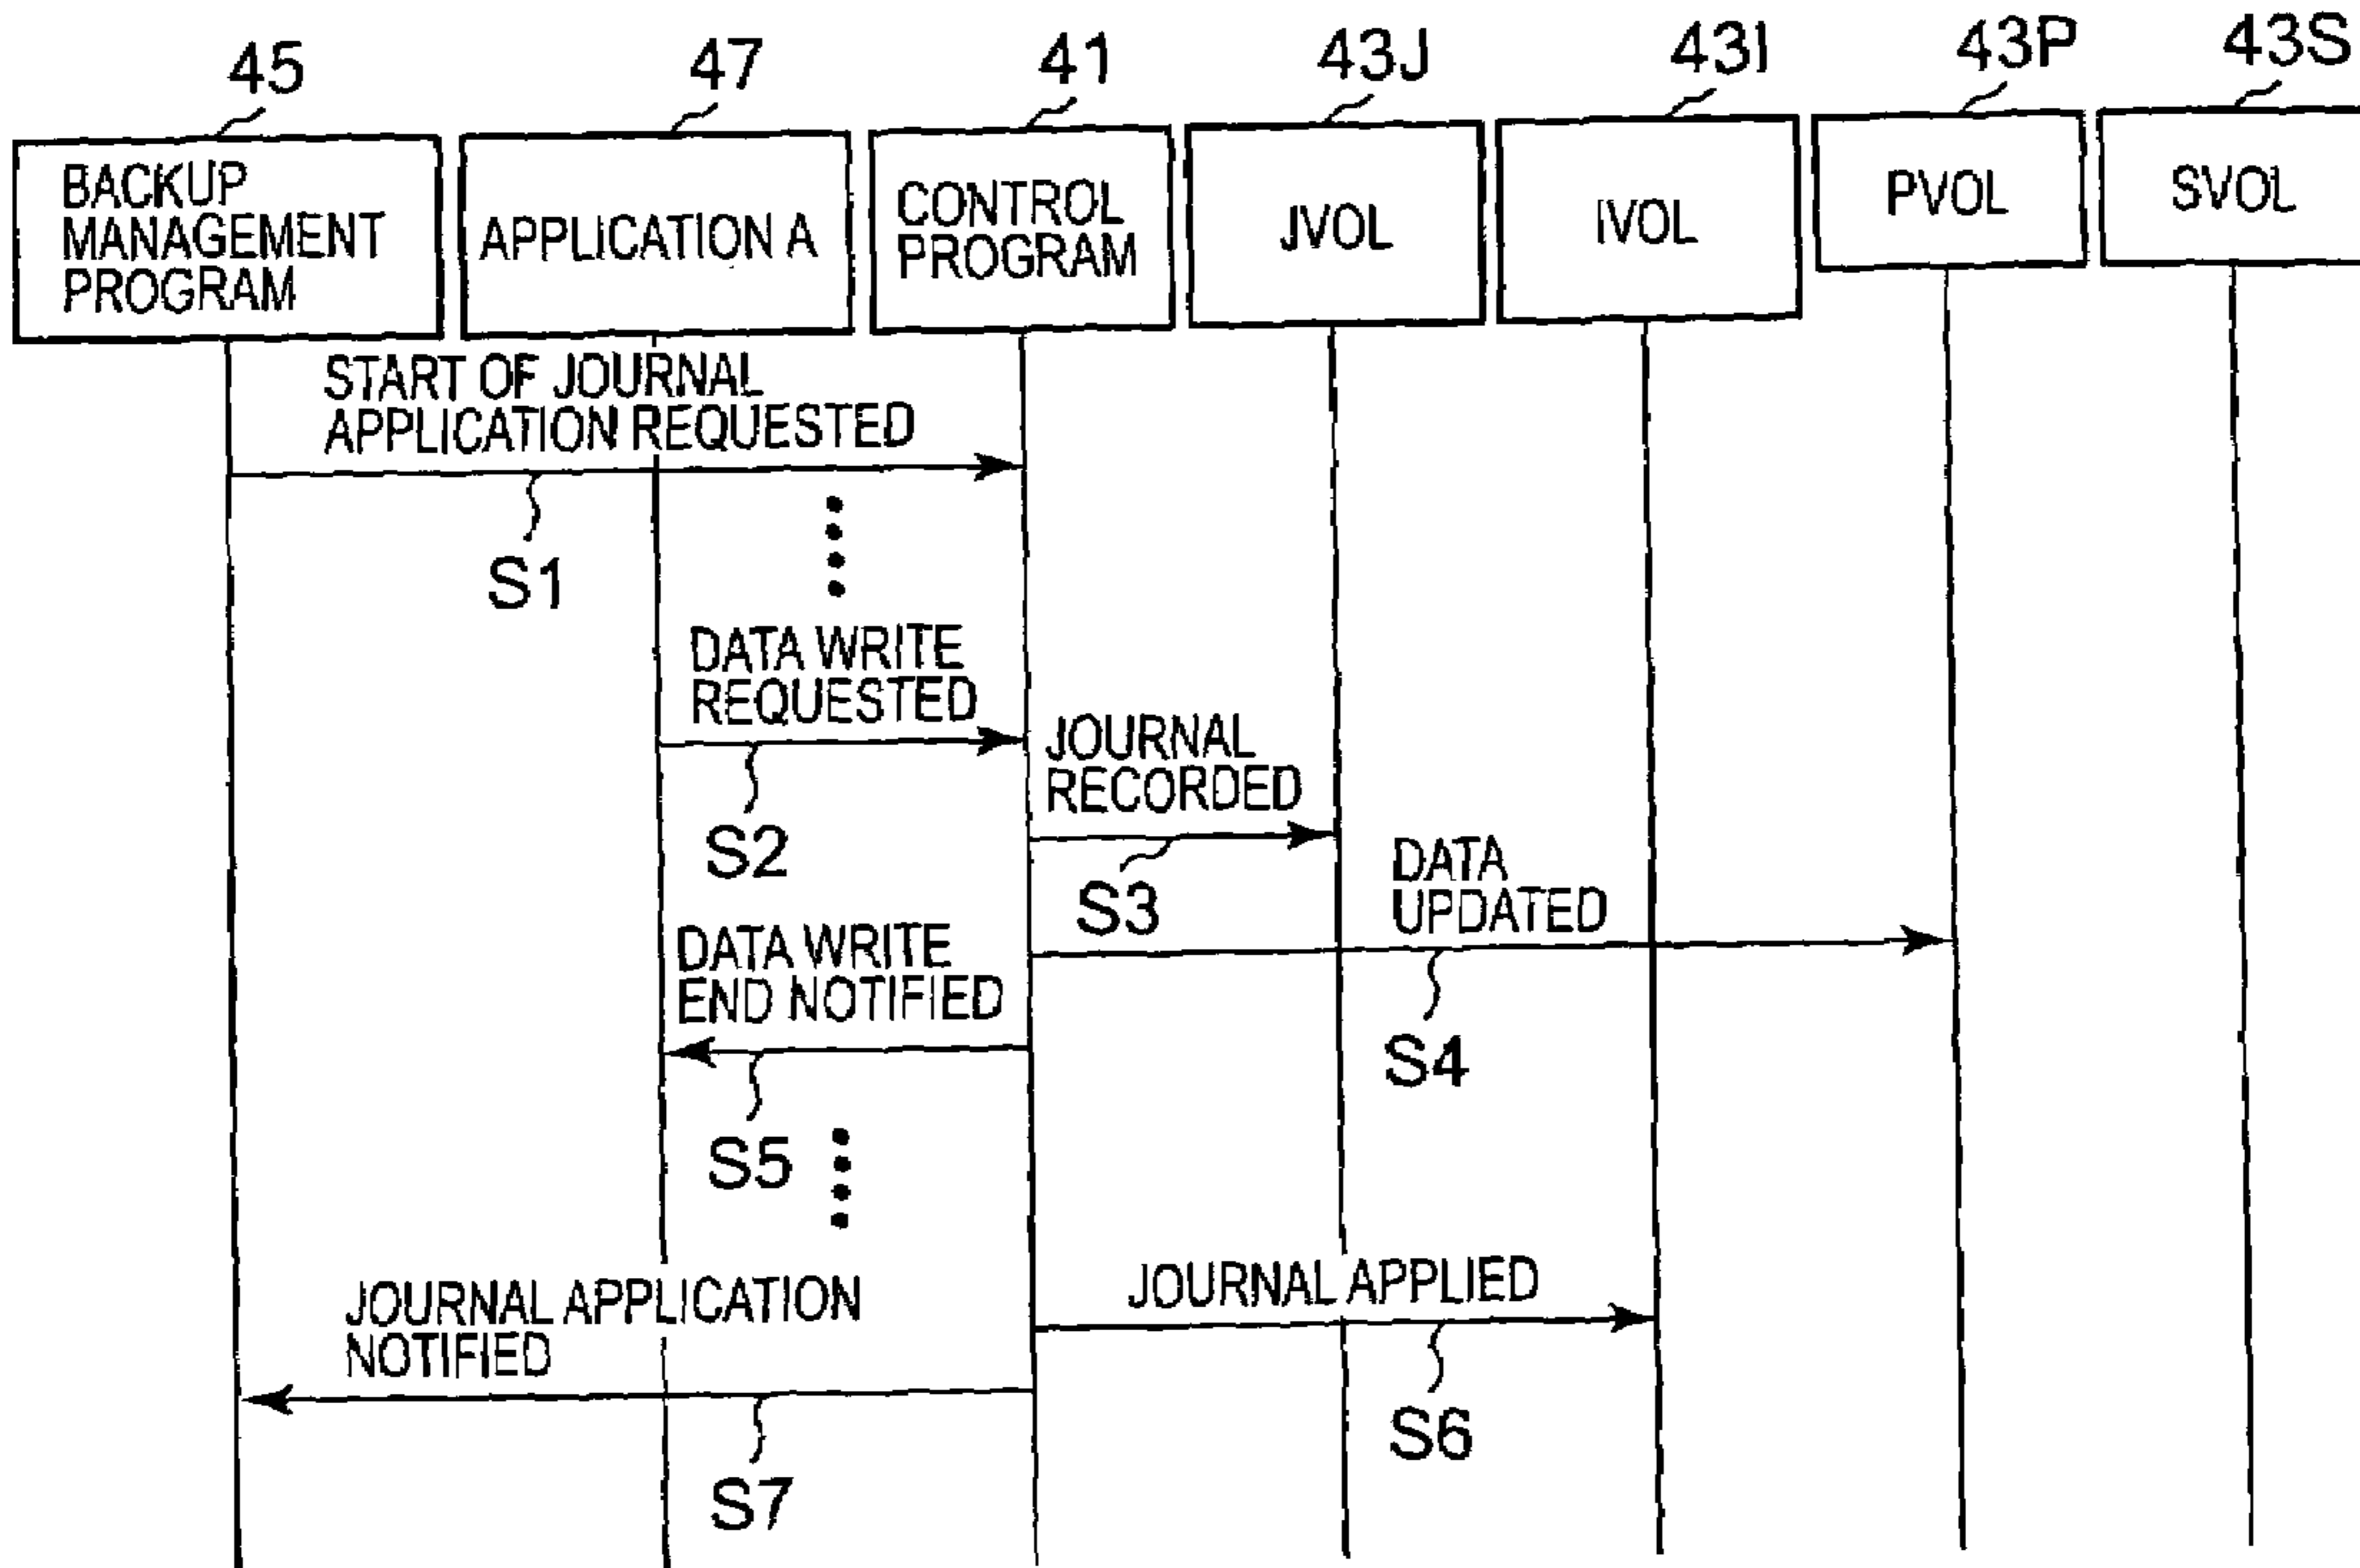 45
47
41
43J
43I
43P
43S
BACKUP
MANAGEMENT
PROGRAM
APPLICATION A
CONTROL
PROGRAM
JVOL
IVOL
PVOL
SVOL
START OF JOURNAL
APPLICATION REQUESTED
S1
DATA WRITE
REQUESTED
S2
JOURNAL
RECORDED
S3
DATA
UPDATED
S4
DATA WRITE
END NOTIFIED
S5
JOURNAL APPLIED
S6
JOURNAL APPLICATION
NOTIFIED
S7